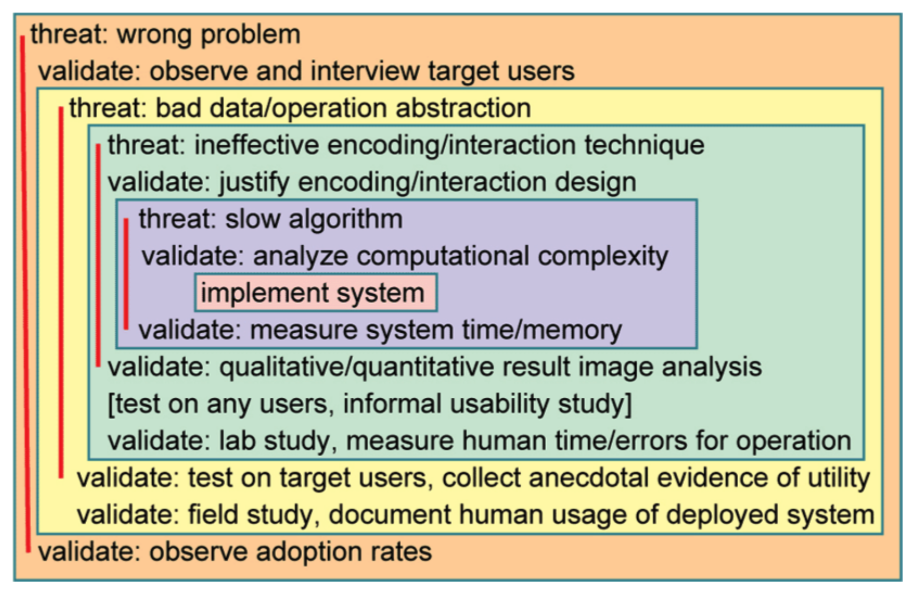 threat: wrong problem
validate: observe and interview target users
threat: bad data/operation abstraction
threat: ineffective encoding/interaction technique
validate: justify encoding/interaction design
threat: slow algorithm
validate: analyze computational complexity
implement system
validate: measure system time/memory
validate: qualitative/quantitative result image analysis
[test on any users, informal usability study]
validate: lab study, measure human time/errors for operation
validate: test on target users, collect anecdotal evidence of utility
validate: field study, document human usage of deployed system
validate: observe adoption rates